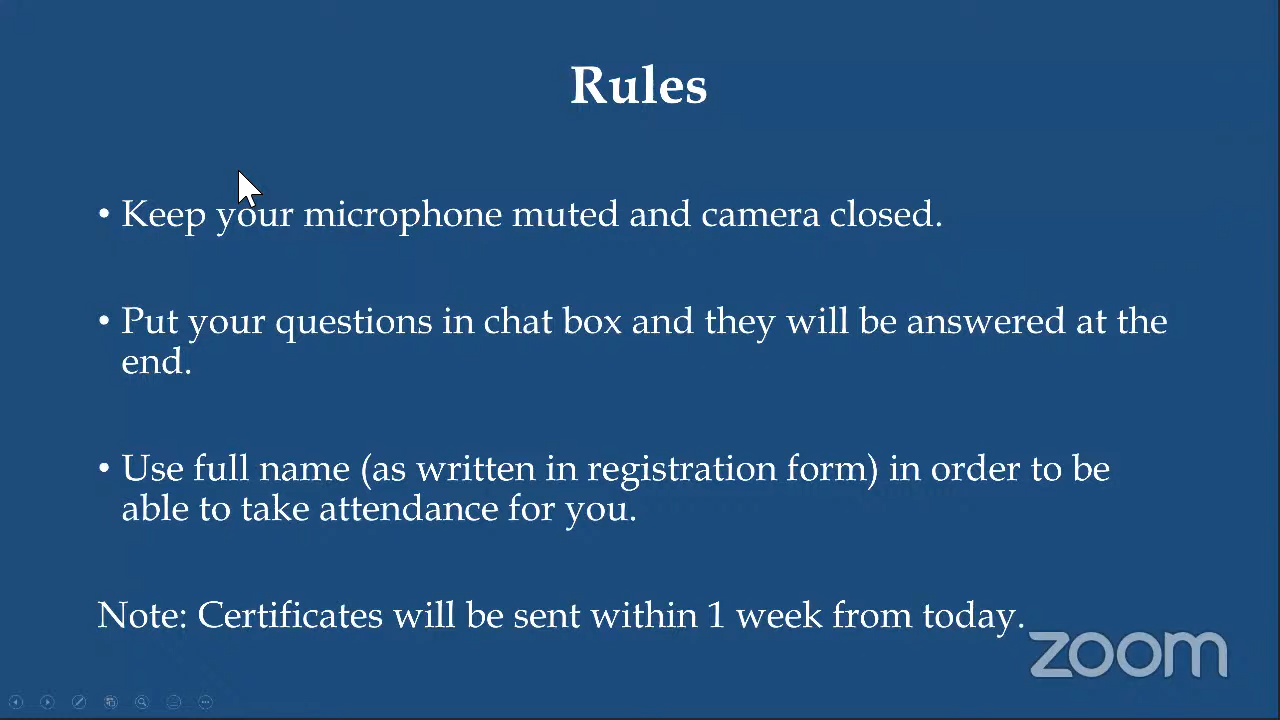 Rules
• Keep your microphone muted and camera closed.
• Put your questions in chat box and they will be answered at the
end.
• Use full name (as written in registration form) in order to be
able to take attendance for you.
Note: Certificates will be sent within 1 week from today.
zoom